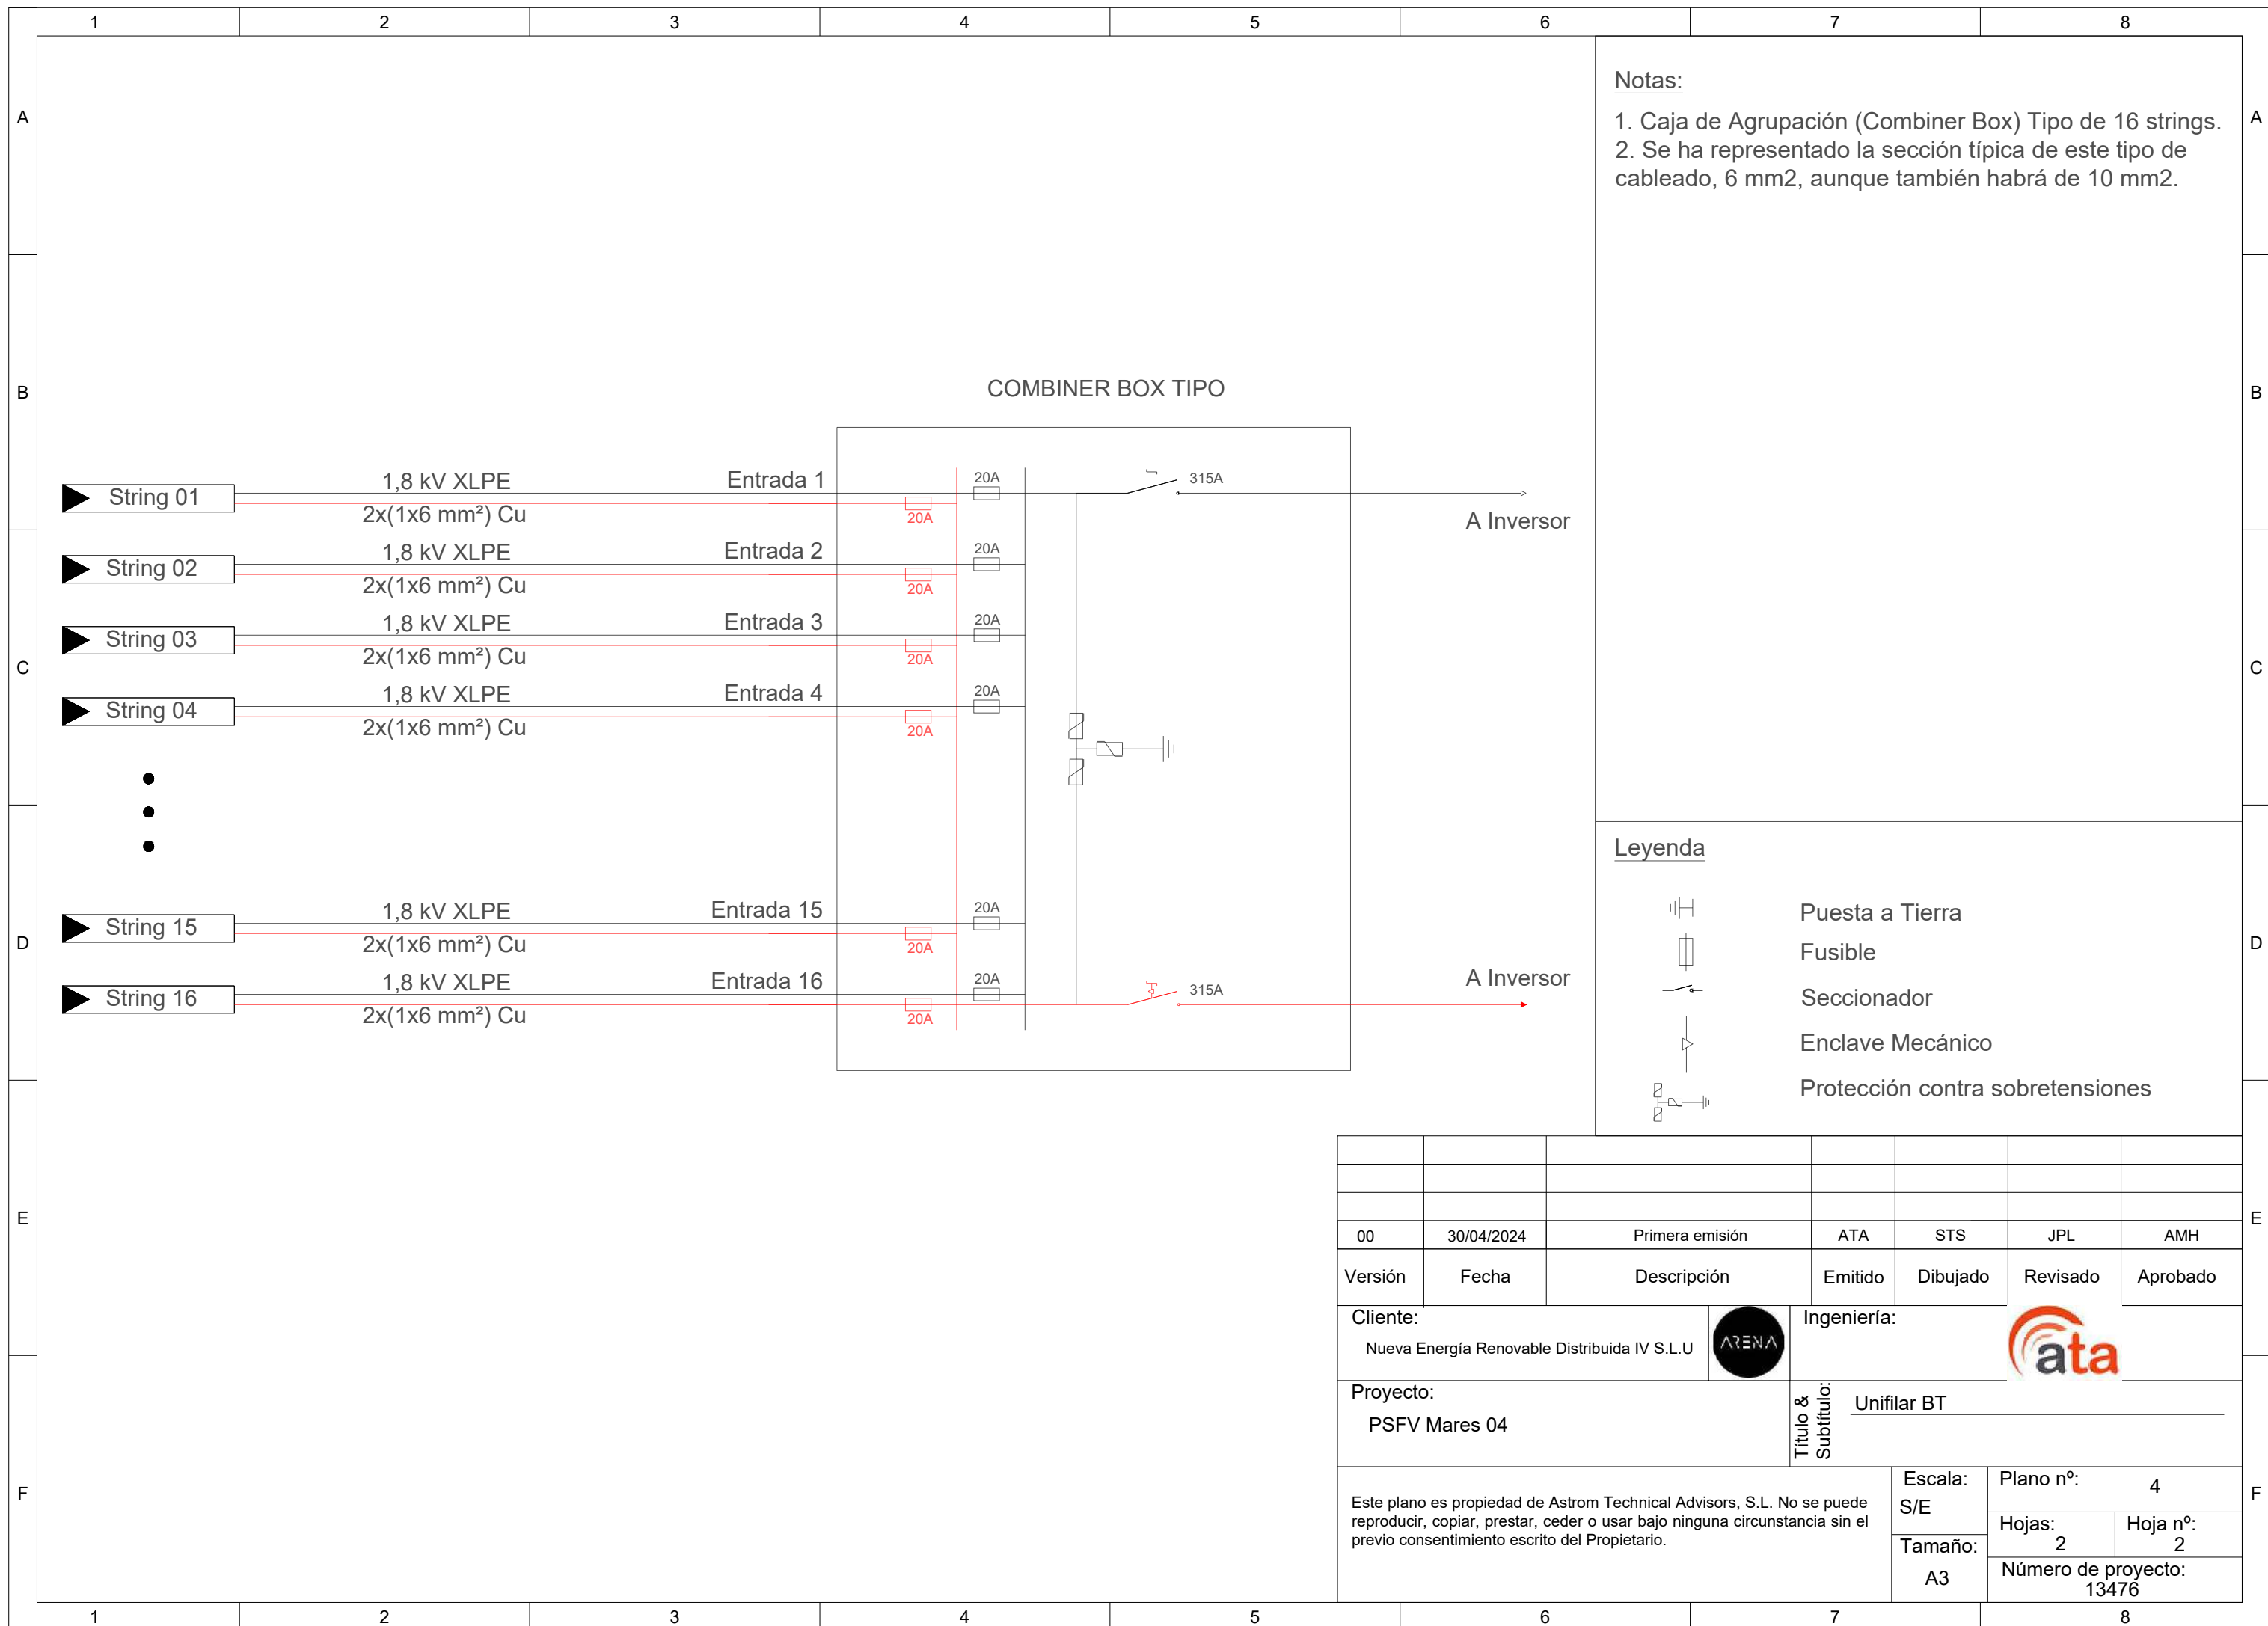 1 2 3 4 5 6 7 8
A A
B B
C C
D D
E E
F F
Notas:
1. Caja de Agrupación (Combiner Box) Tipo de 16 strings.
2. Se ha representado la sección típica de este tipo de
cableado, 6 mm2, aunque también habrá de 10 mm2.
COMBINER BOX TIPO
String 01 1,8 kV XLPE Entrada 1 20A 315A
2x(1x6 mm²) Cu 20A A Inversor
String 02 1,8 kV XLPE Entrada 2 20A
2x(1x6 mm²) Cu 20A
String 03 1,8 kV XLPE Entrada 3 20A
2x(1x6 mm²) Cu 20A
String 04 1,8 kV XLPE Entrada 4 20A
2x(1x6 mm²) Cu 20A
String 15 1,8 kV XLPE Entrada 15 20A
2x(1x6 mm²) Cu 20A
String 16 1,8 kV XLPE Entrada 16 20A 315A A Inversor
2x(1x6 mm²) Cu 20A
Leyenda
Puesta a Tierra
Fusible
Seccionador
Enclave Mecánico
Protección contra sobretensiones
00 30/04/2024 Primera emisión ATA STS JPL AMH
Versión Fecha Descripción Emitido Dibujado Revisado Aprobado
Cliente:
Nueva Energía Renovable Distribuida IV S.L.U
ARENA
Ingeniería:
ata
Proyecto:
PSFV Mares 04
Título &
Subtítulo:
Unifilar BT
Este plano es propiedad de Astrom Technical Advisors, S.L. No se puede
reproducir, copiar, prestar, ceder o usar bajo ninguna circunstancia sin el
previo consentimiento escrito del Propietario.
Escala:
S/E
Tamaño:
A3
Plano nº: 4
Hojas:
2
Hoja nº:
2
Número de proyecto:
13476
1 2 3 4 5 6 7 8